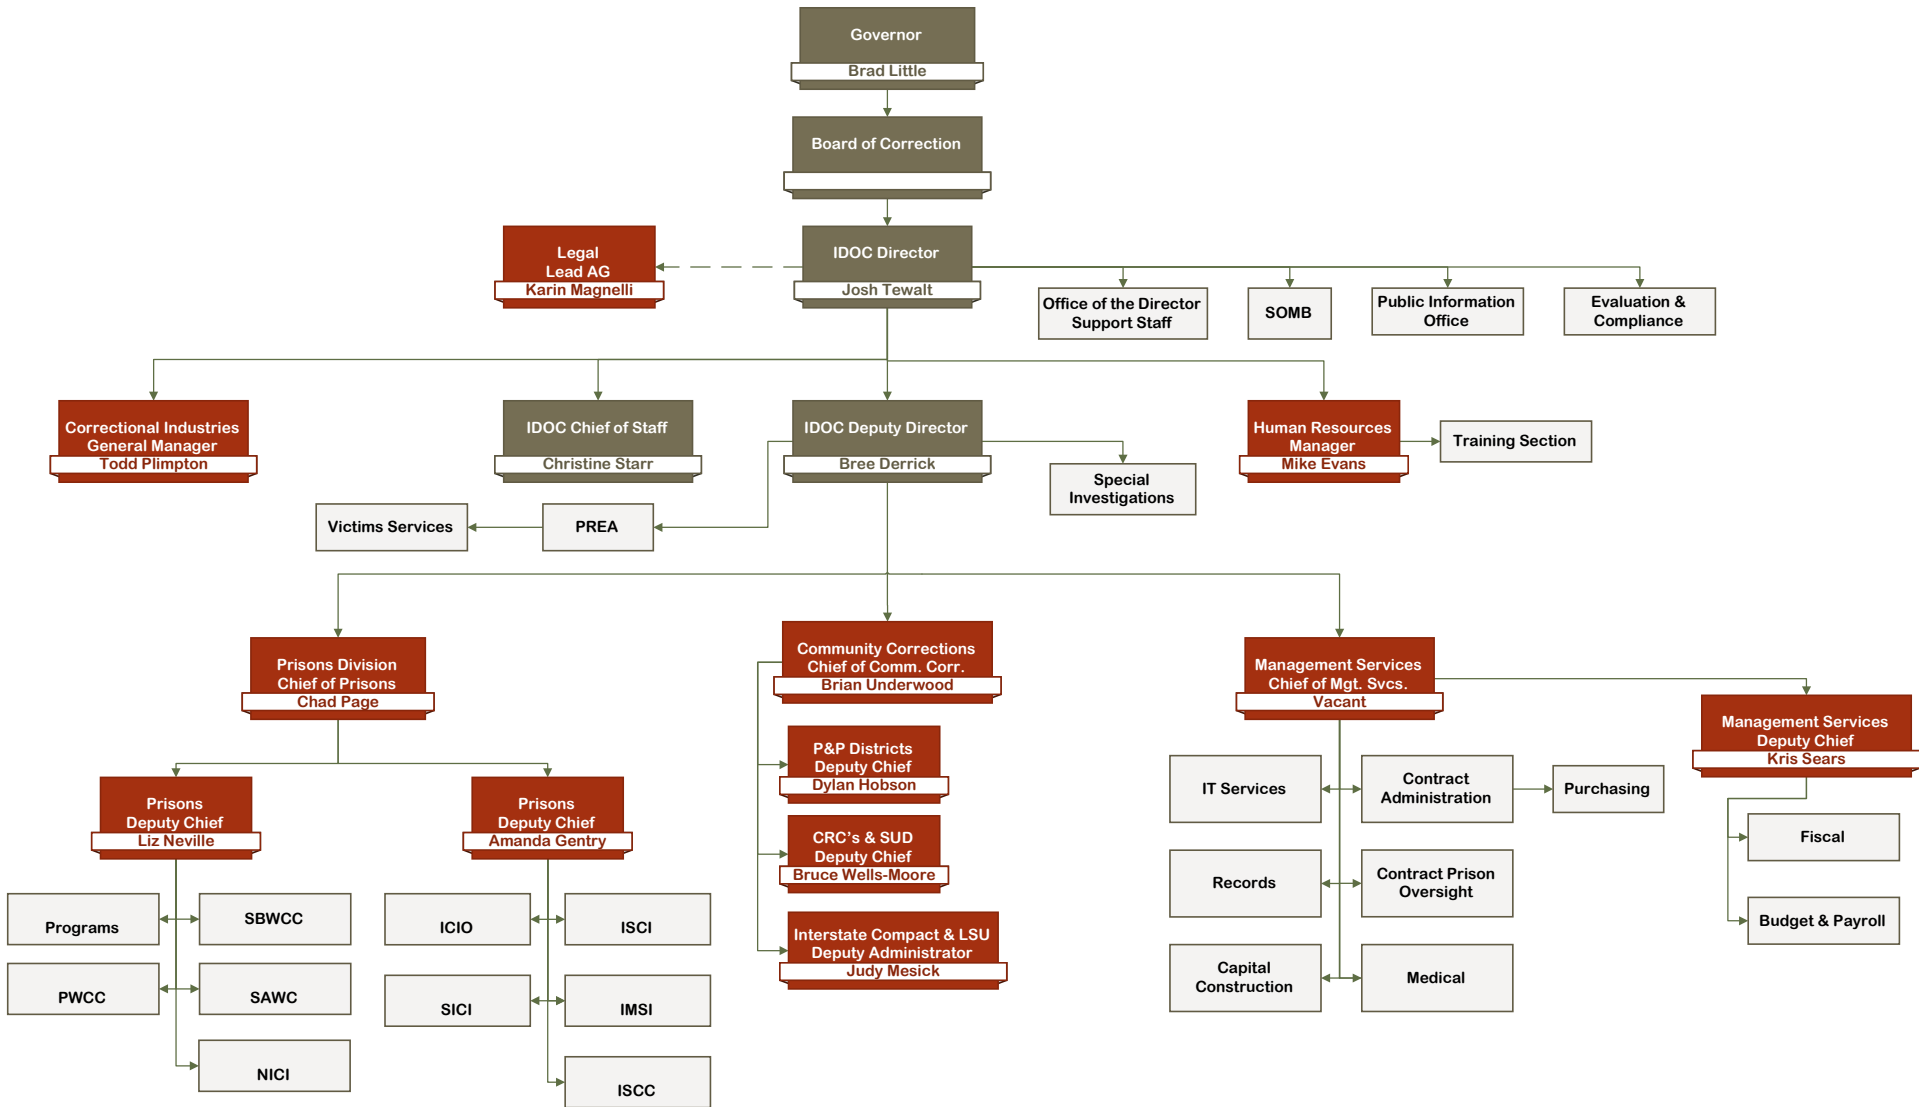 Governor
Brad Little
Board of Correction
Legal
Lead AG
Karin Magnelli
IDOC Director
Josh Tewalt
Office of the Director
Support Staff
SOMB
Public Information
Office
Evaluation &
Compliance
Correctional Industries
General Manager
Todd Plimpton
IDOC Chief of Staff
Christine Starr
IDOC Deputy Director
Bree Derrick
Human Resources
Manager
Mike Evans
Training Section
Special
Investigations
Victims Services
PREA
Prisons Division
Chief of Prisons
Chad Page
Community Corrections
Chief of Comm. Corr.
Brian Underwood
Management Services
Chief of Mgt. Svcs.
Vacant
Management Services
Deputy Chief
Kris Sears
Prisons
Deputy Chief
Liz Neville
Prisons
Deputy Chief
Amanda Gentry
P&P Districts
Deputy Chief
Dylan Hobson
CRC's & SUD
Deputy Chief
Bruce Wells-Moore
Interstate Compact & LSU
Deputy Administrator
Judy Mesick
IT Services
Contract
Administration
Purchasing
Fiscal
Records
Contract Prison
Oversight
Budget & Payroll
Capital
Construction
Medical
Programs
SBWCC
PWCC
SAWC
NICI
ICIO
ISCI
SICI
IMSI
ISCC